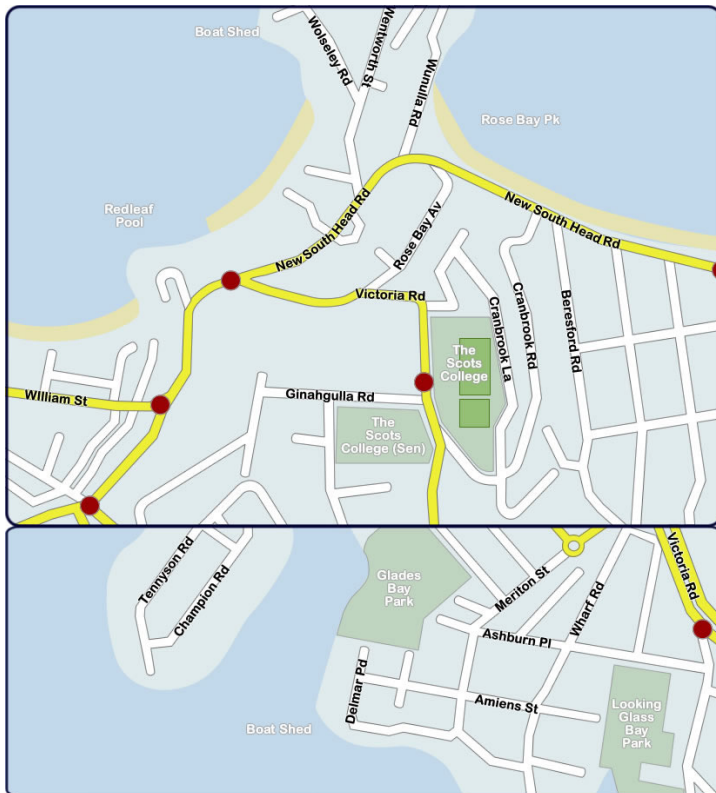 Boat Shed
Wolseley Rd
Wentworth St
Wunulla Rd
Rose Bay Pk
Redleaf
Pool
New South Head Rd
Rose Bay Av
New South Head Rd
Victoria Rd
Cranbrook La
Cranbrook Rd
Beresford Rd
The
Scots
College
WIlliam St
Ginahgulla Rd
The
Scots
College (Sen)
Tennyson Rd
Champion Rd
Glades
Bay
Park
Meriton St
Wharf Rd
Victoria Rd
Ashburn Pl
Delmar Pd
Amiens St
Looking
Glass
Bay
Park
Boat Shed